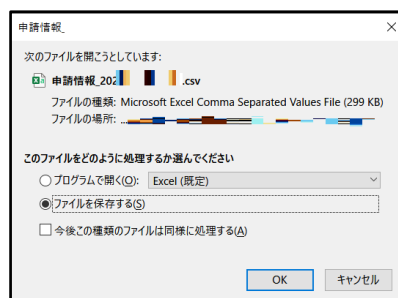 申請情報_
次のファイルを開こうとしています:
申請情報_202 .csv
ファイルの種類: Microsoft Excel Comma Separated Values File (299 KB)
ファイルの場所: ...
このファイルをどのように処理するか選んでください
プログラムで開く(O): Excel (既定)
ファイルを保存する(S)
今後この種類のファイルは同様に処理する(A)
OK キャンセル